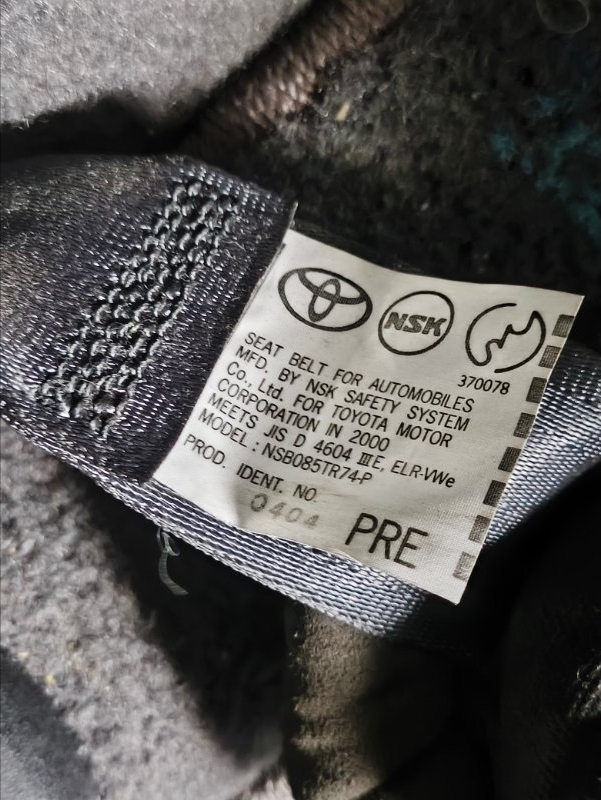 NSK
370078
SEAT BELT FOR AUTOMOBILES
MFD. BY NSK SAFETY SYSTEM
Co., Ltd. FOR TOYOTA MOTOR
CORPORATION IN 2000
MEETS JIS D 4604 ⅢE, ELR-VWe
MODEL : NSB085TR74-P
PROD. IDENT. NO.
0404 PRE